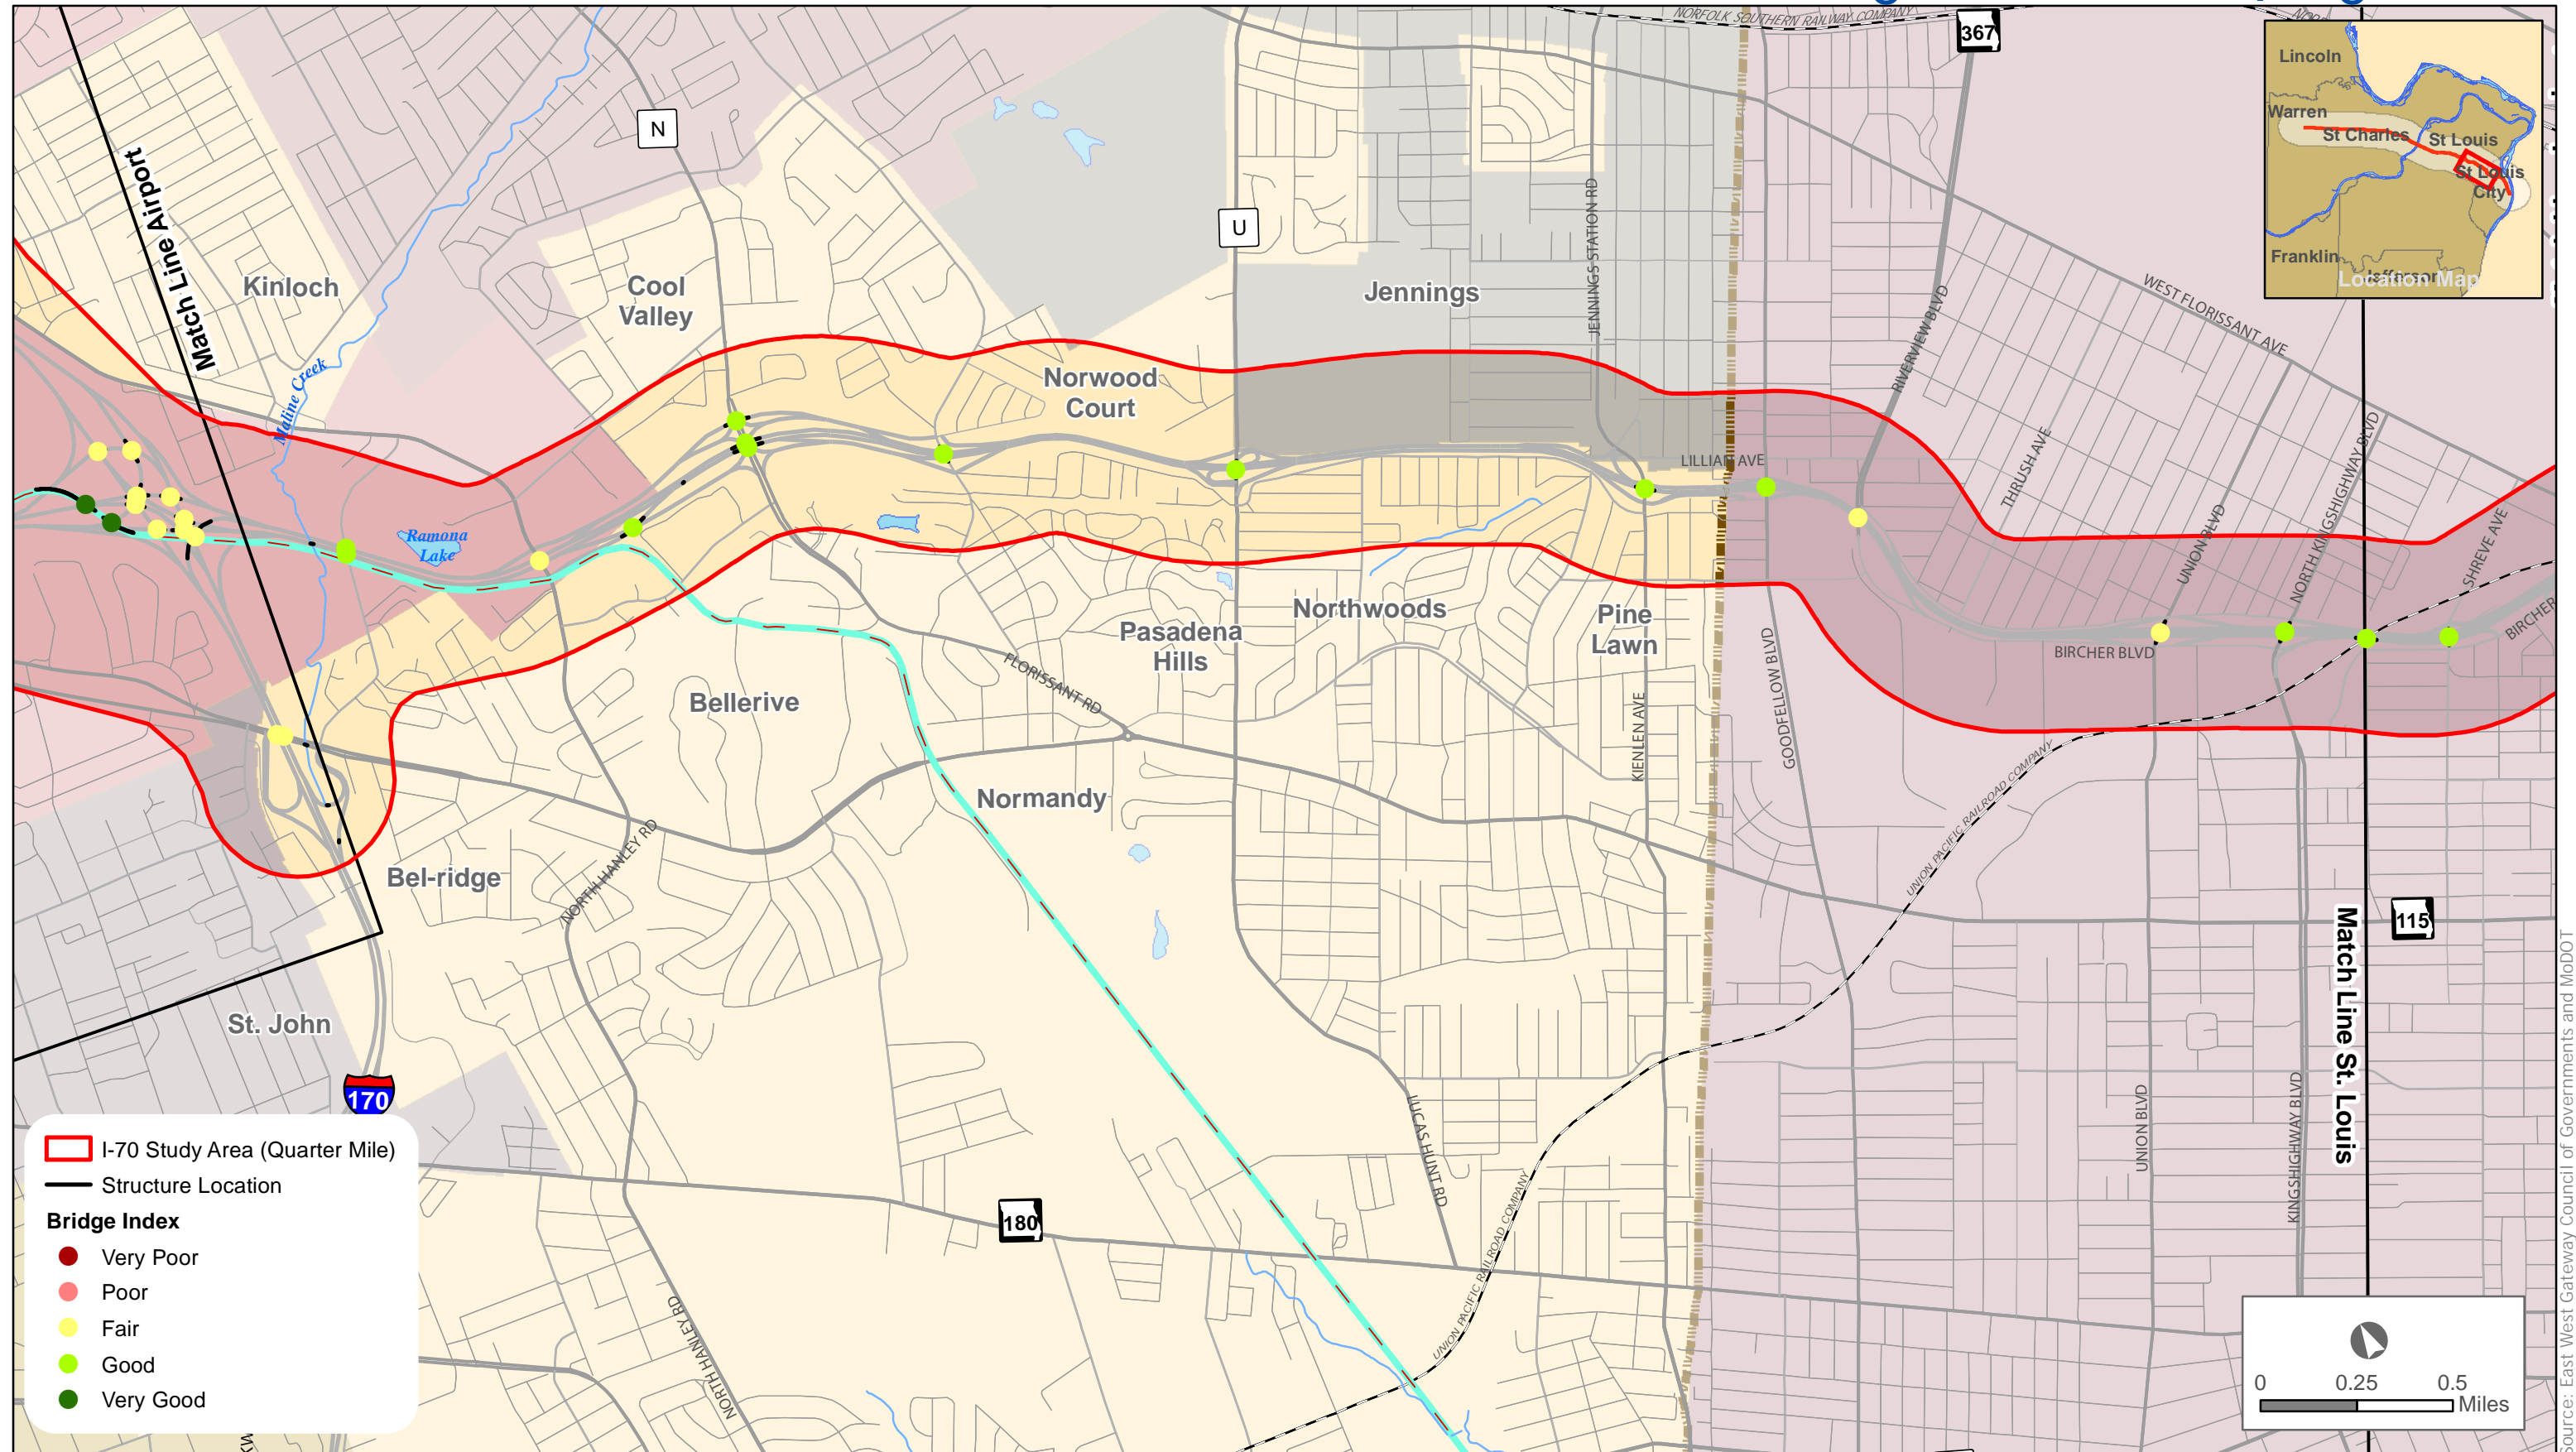 NORFOLK SOUTHERN RAILWAY COMPANY
367
Lincoln
Warren
St Charles
St Louis
St Louis
City
Franklin
Jefferson
Location Map
N
U
Match Line Airport
Kinloch
Cool
Valley
Jennings
JENNINGS STATION RD
RIVERVIEW BLVD
WEST FLORISSANT AVE
Maline Creek
Norwood
Court
LILLIAN AVE
THRUSH AVE
UNION BLVD
NORTH KINGSHIGHWAY BLVD
SHREVE AVE
Ramona
Lake
Pasadena
Hills
Northwoods
Pine
Lawn
BIRCHER BLVD
BIRCHER
Bellerive
FLORISSANT RD
KIENLEN AVE
GOODFELLOW BLVD
UNION PACIFIC RAILROAD COMPANY
Normandy
Bel-ridge
NORTH HANLEY RD
115
Match Line St. Louis
St. John
170
LUCAS HUNT RD
UNION BLVD
KINGSHIGHWAY BLVD
180
UNION PACIFIC RAILROAD COMPANY
NORTH HANLEY RD
I-70 Study Area (Quarter Mile)
Structure Location
Bridge Index
Very Poor
Poor
Fair
Good
Very Good
0 0.25 0.5
Miles
Source: East West Gateway Council of Governments and MoDOT